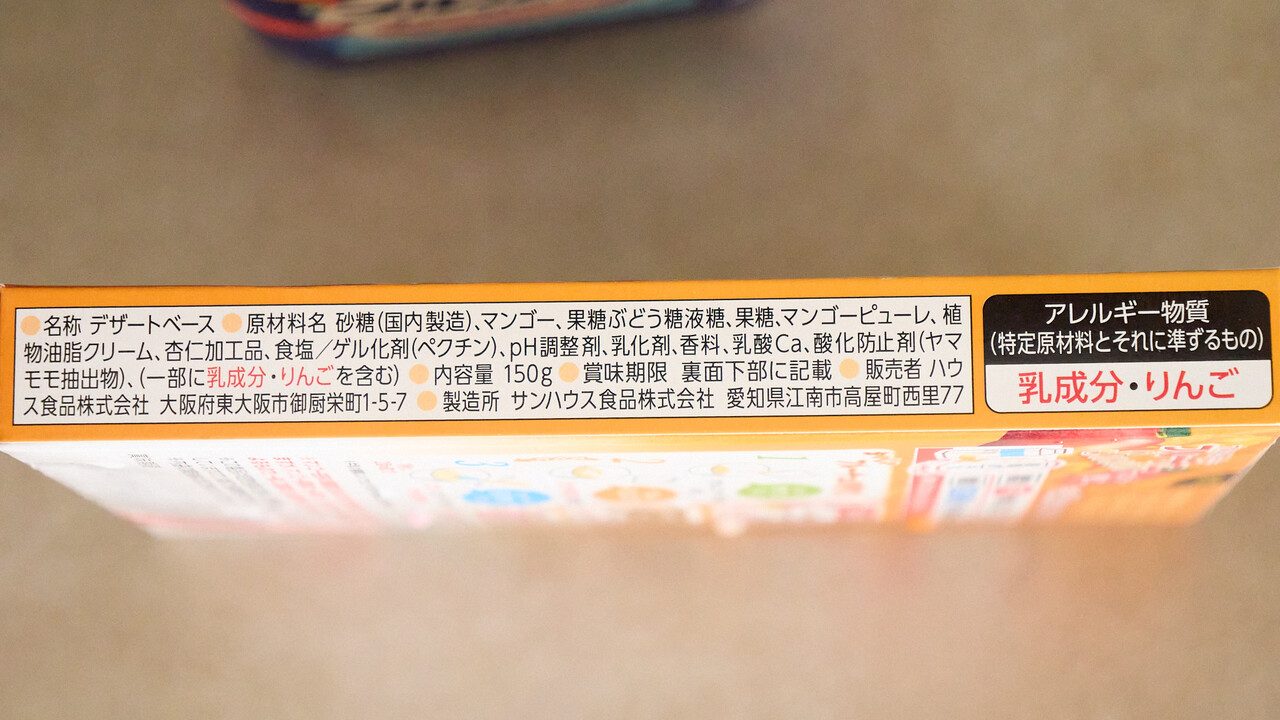 ●名称 デザートベース ●原材料名 砂糖(国内製造)、マンゴー、果糖ぶどう糖液糖、果糖、マンゴーピューレ、植
物油脂クリーム、杏仁加工品、食塩／ゲル化剤(ペクチン)、pH調整剤、乳化剤、香料、乳酸Ca、酸化防止剤(ヤマ
モモ抽出物)、(一部に乳成分・りんごを含む) ●内容量 150g ●賞味期限 裏面下部に記載 ●販売者 ハウ
ス食品株式会社 大阪府東大阪市御厨栄町1-5-7 ●製造所 サンハウス食品株式会社 愛知県江南市高屋町西里77
アレルギー物質
(特定原材料とそれに準ずるもの)
乳成分・りんご